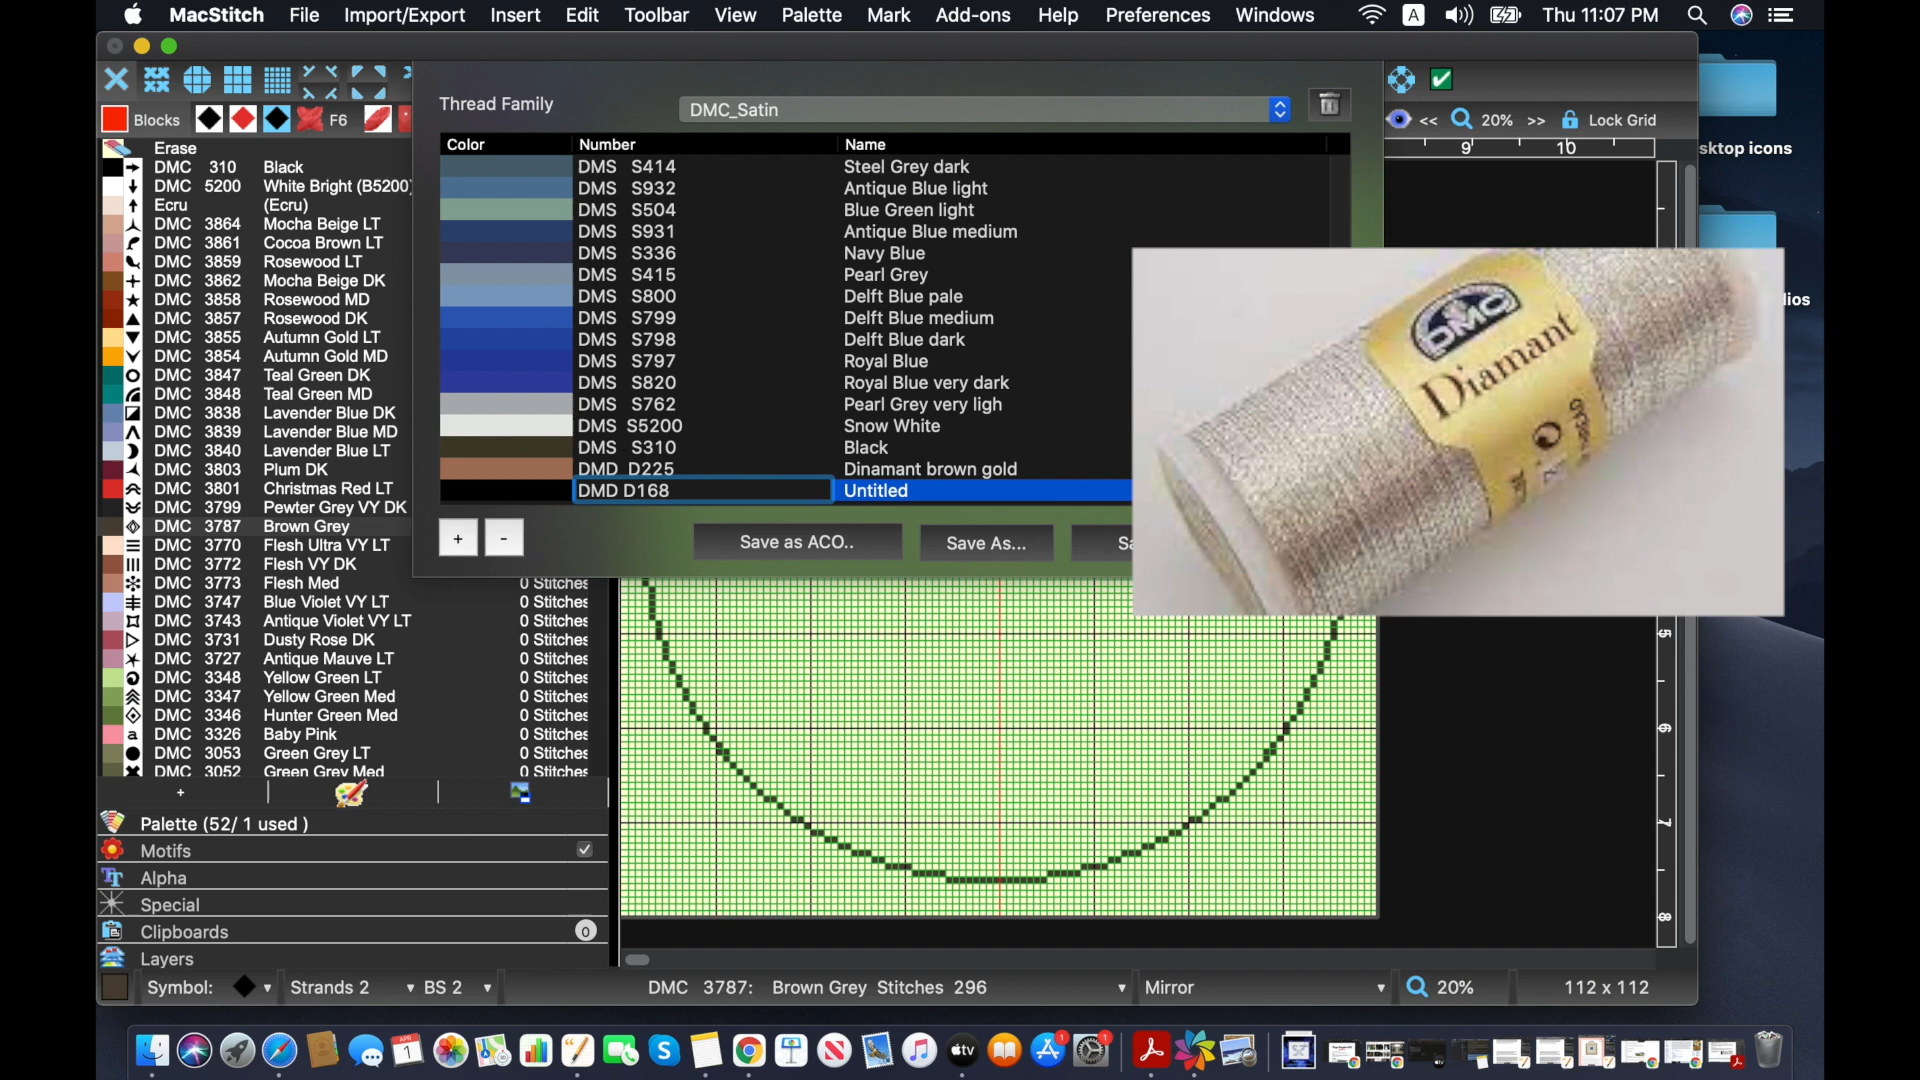 MacStitch File Import/Export Insert Edit Toolbar View Palette Mark Add-ons Help Preferences Windows A Thu 11:07 PM
Blocks F6
Thread Family DMC_Satin
<< 20% >> Lock Grid
9 10
sktop icons
Color Number Name
DMS S414 Steel Grey dark
DMS S932 Antique Blue light
DMS S504 Blue Green light
DMS S931 Antique Blue medium
DMS S336 Navy Blue
DMS S415 Pearl Grey
DMS S800 Delft Blue pale
DMS S799 Delft Blue medium
DMS S798 Delft Blue dark
DMS S797 Royal Blue
DMS S820 Royal Blue very dark
DMS S762 Pearl Grey very ligh
DMS S5200 Snow White
DMS S310 Black
DMD D225 Dinamant brown gold
DMD D168 Untitled
+ - Save as ACO.. Save As... Sa
DMC
Diamant
lios
Erase
DMC 310 Black
DMC 5200 White Bright (B5200)
Ecru (Ecru)
DMC 3864 Mocha Beige LT
DMC 3861 Cocoa Brown LT
DMC 3859 Rosewood LT
DMC 3862 Mocha Beige DK
DMC 3858 Rosewood MD
DMC 3857 Rosewood DK
DMC 3855 Autumn Gold LT
DMC 3854 Autumn Gold MD
DMC 3847 Teal Green DK
DMC 3848 Teal Green MD
DMC 3838 Lavender Blue DK
DMC 3839 Lavender Blue MD
DMC 3840 Lavender Blue LT
DMC 3803 Plum DK
DMC 3801 Christmas Red LT
DMC 3799 Pewter Grey VY DK
DMC 3787 Brown Grey
DMC 3770 Flesh Ultra VY LT
DMC 3772 Flesh VY DK
DMC 3773 Flesh Med 0 Stitches
DMC 3747 Blue Violet VY LT 0 Stitches
DMC 3743 Antique Violet VY LT 0 Stitches
DMC 3731 Dusty Rose DK 0 Stitches
DMC 3727 Antique Mauve LT 0 Stitches
DMC 3348 Yellow Green LT 0 Stitches
DMC 3347 Yellow Green Med 0 Stitches
DMC 3346 Hunter Green Med 0 Stitches
a DMC 3326 Baby Pink 0 Stitches
DMC 3053 Green Grey LT 0 Stitches
DMC 3052 Green Grey Med 0 Stitches
+
Palette (52/ 1 used )
Motifs
Alpha
Special
Clipboards 0
Layers
5
6
7
8
Symbol: Strands 2 BS 2 DMC 3787: Brown Grey Stitches 296 Mirror 20% 112 x 112
APR
1
tv
1
1